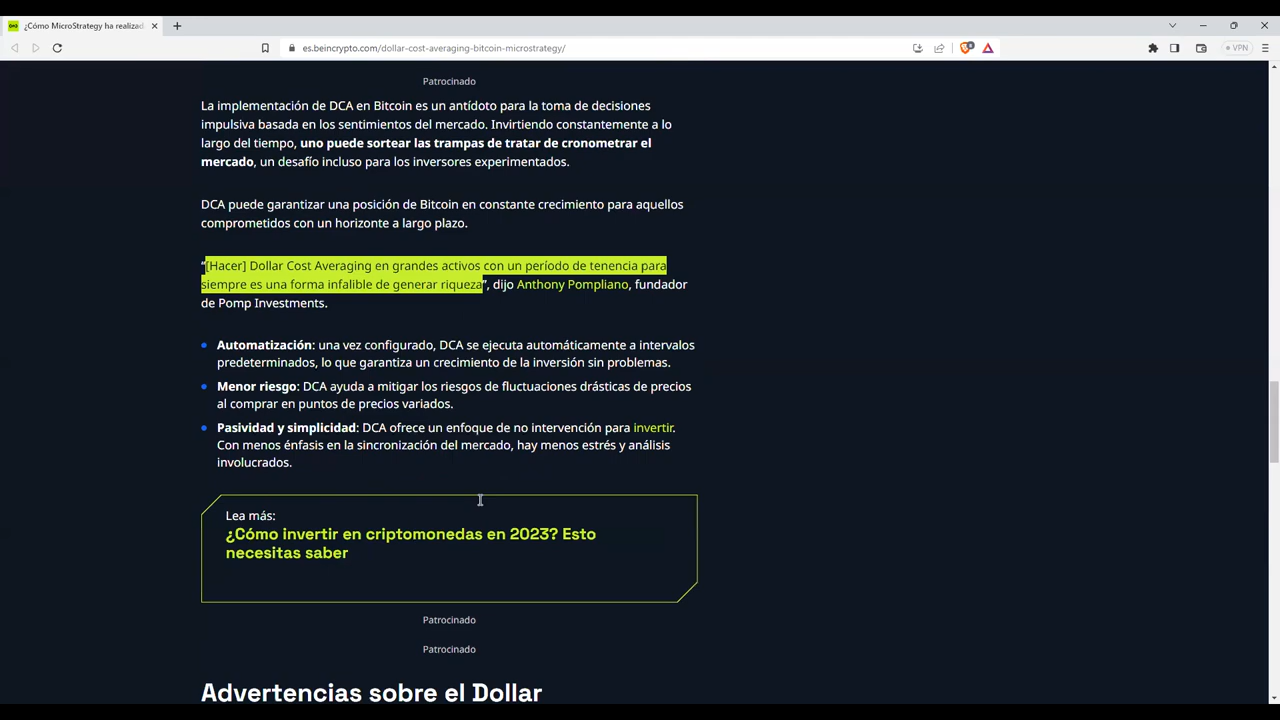 ¿Cómo MicroStrategy ha realizad
es.beincrypto.com/dollar-cost-averaging-bitcoin-microstrategy/
VPN
Patrocinado
La implementación de DCA en Bitcoin es un antídoto para la toma de decisiones
impulsiva basada en los sentimientos del mercado. Invirtiendo constantemente a lo
largo del tiempo, uno puede sortear las trampas de tratar de cronometrar el
mercado, un desafío incluso para los inversores experimentados.
DCA puede garantizar una posición de Bitcoin en constante crecimiento para aquellos
comprometidos con un horizonte a largo plazo.
“[Hacer] Dollar Cost Averaging en grandes activos con un período de tenencia para
siempre es una forma infalible de generar riqueza”, dijo Anthony Pompliano, fundador
de Pomp Investments.
Automatización: una vez configurado, DCA se ejecuta automáticamente a intervalos
predeterminados, lo que garantiza un crecimiento de la inversión sin problemas.
Menor riesgo: DCA ayuda a mitigar los riesgos de fluctuaciones drásticas de precios
al comprar en puntos de precios variados.
Pasividad y simplicidad: DCA ofrece un enfoque de no intervención para invertir.
Con menos énfasis en la sincronización del mercado, hay menos estrés y análisis
involucrados.
Lea más:
¿Cómo invertir en criptomonedas en 2023? Esto
necesitas saber
Patrocinado
Patrocinado
Advertencias sobre el Dollar